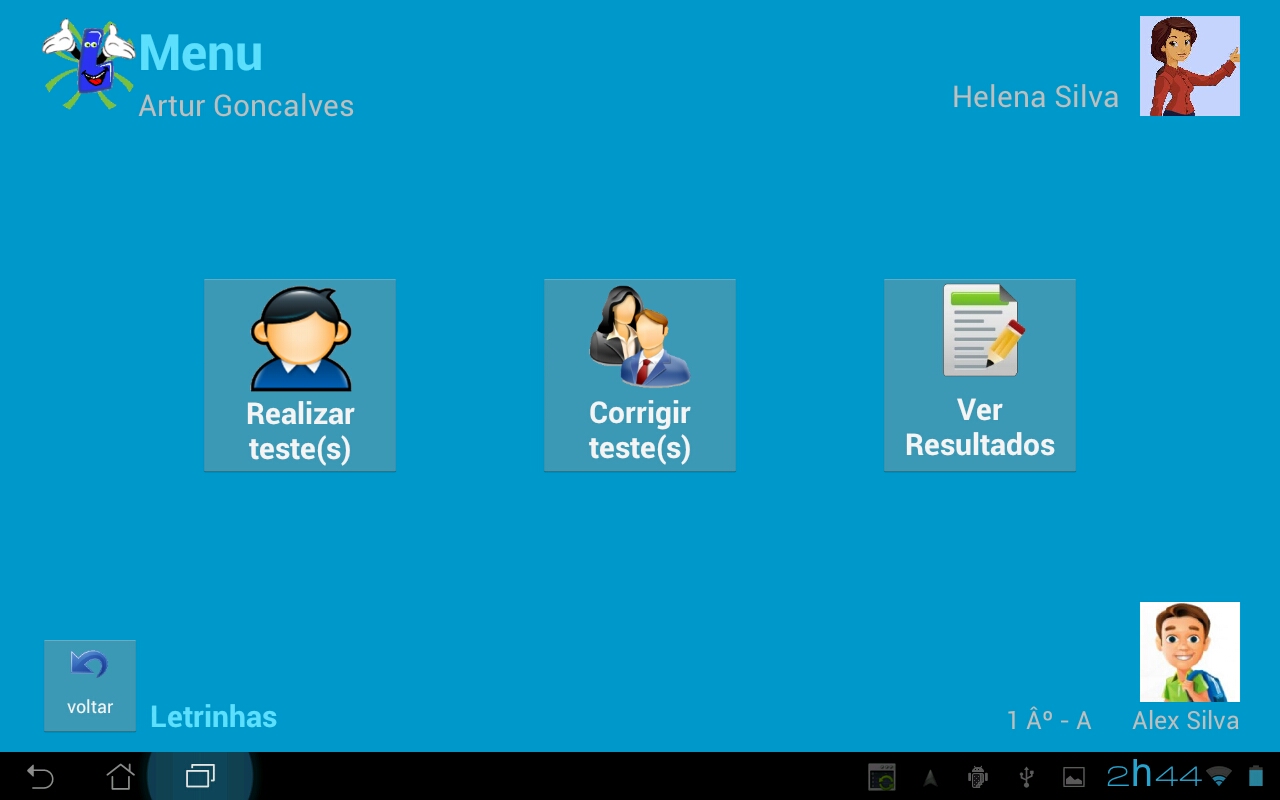 Menu
Artur Goncalves
Helena Silva
Realizar
teste(s)
Corrigir
teste(s)
Ver
Resultados
voltar
Letrinhas
1 Âº - A
Alex Silva
2h44